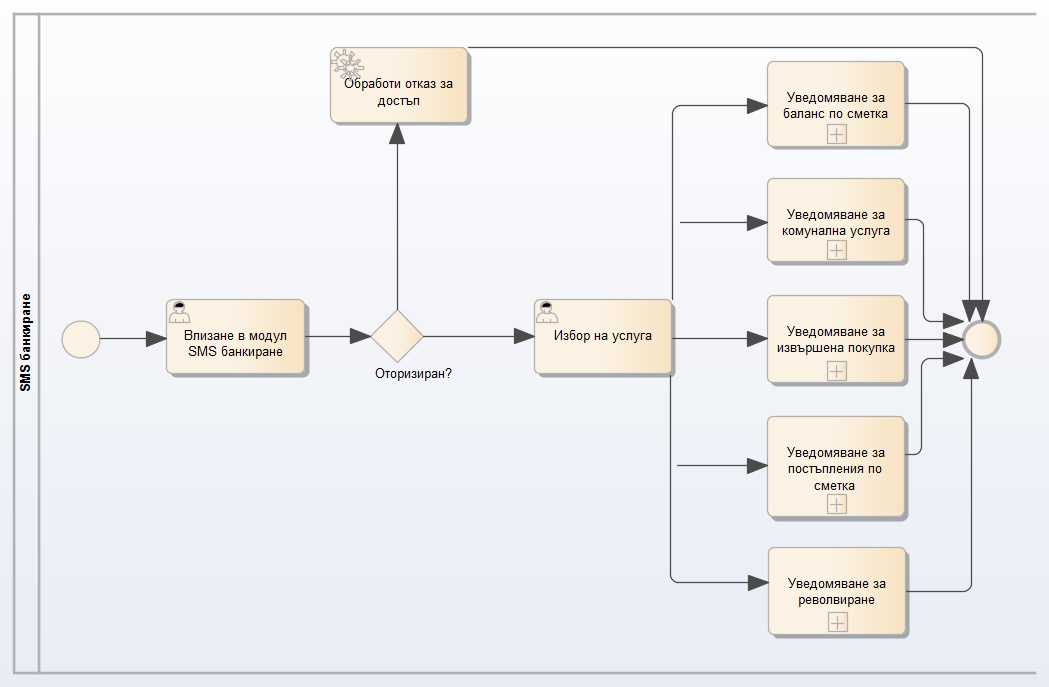 SMS банкиране
Обработи отказ за
достъп
Влизане в модул
SMS банкиране
Оторизиран?
Избор на услуга
Уведомяване за
баланс по сметка
Уведомяване за
комунална услуга
Уведомяване за
извършена покупка
Уведомяване за
постъпления по
сметка
Уведомяване за
револвиране